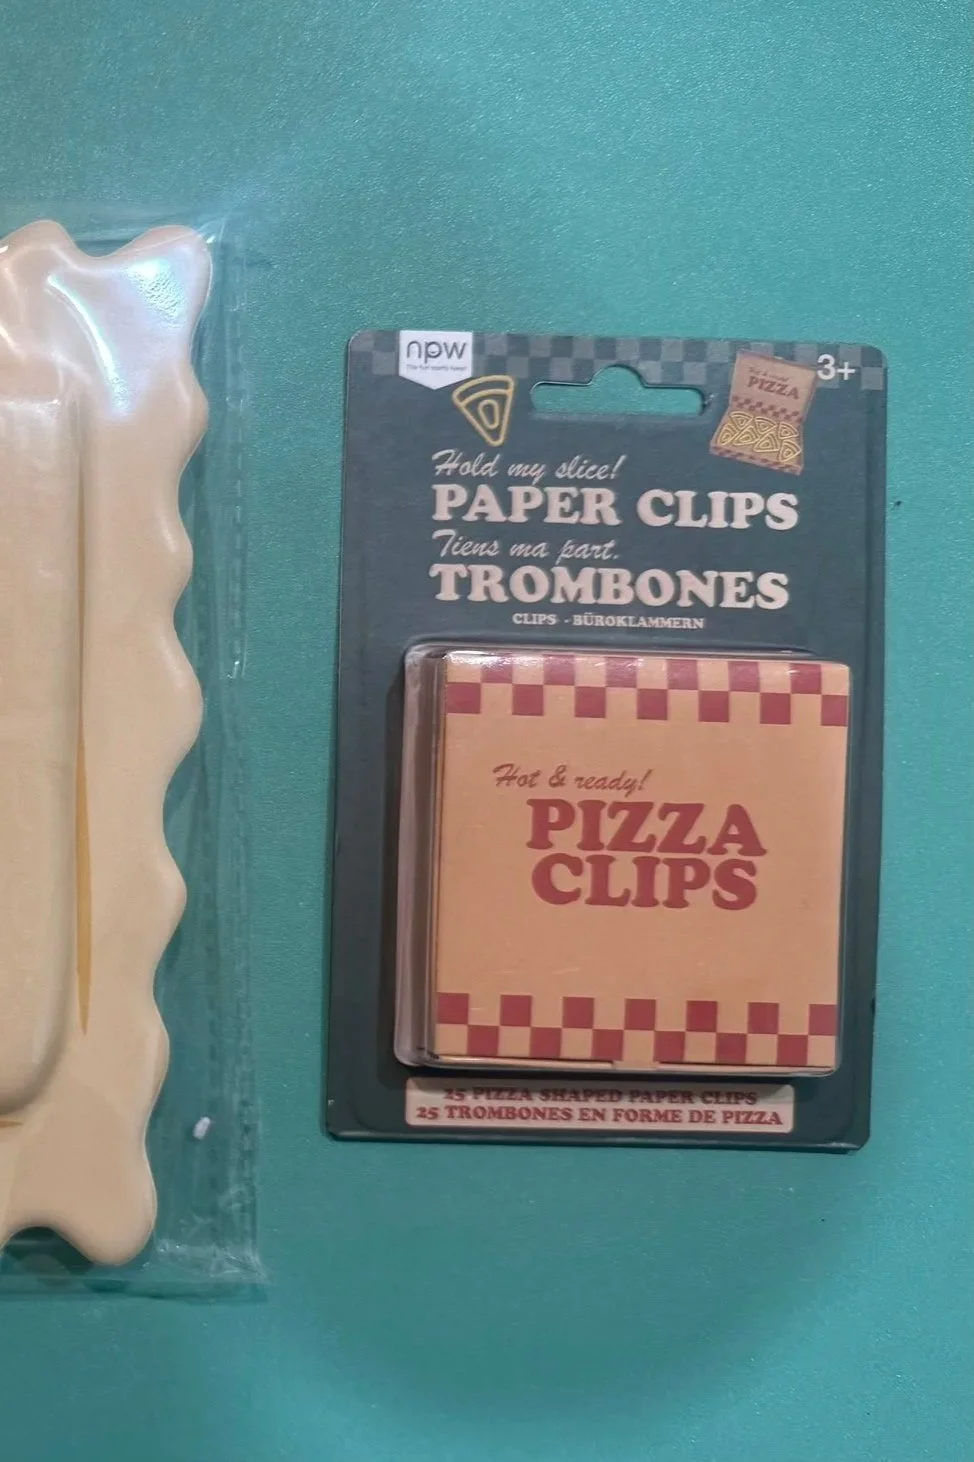 npw
3+
PIZZA
Hold my slice!
PAPER CLIPS
Tiens ma part.
TROMBONES
CLIPS - BÜROKLAMMERN
Hot & ready!
PIZZA
CLIPS
25 PIZZA SHAPED PAPER CLIPS
25 TROMBONES EN FORME DE PIZZA